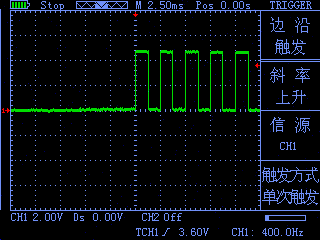 Stop M 2.50ms Pos 0.00s TRIGGER
边 沿
触发
斜 率
上升
信 源
CH1
触发方式
单次触发
1
CH1 2.00V Ds 0.00V CH2 Off
TCH1 / 3.60V CH1: 400.0Hz